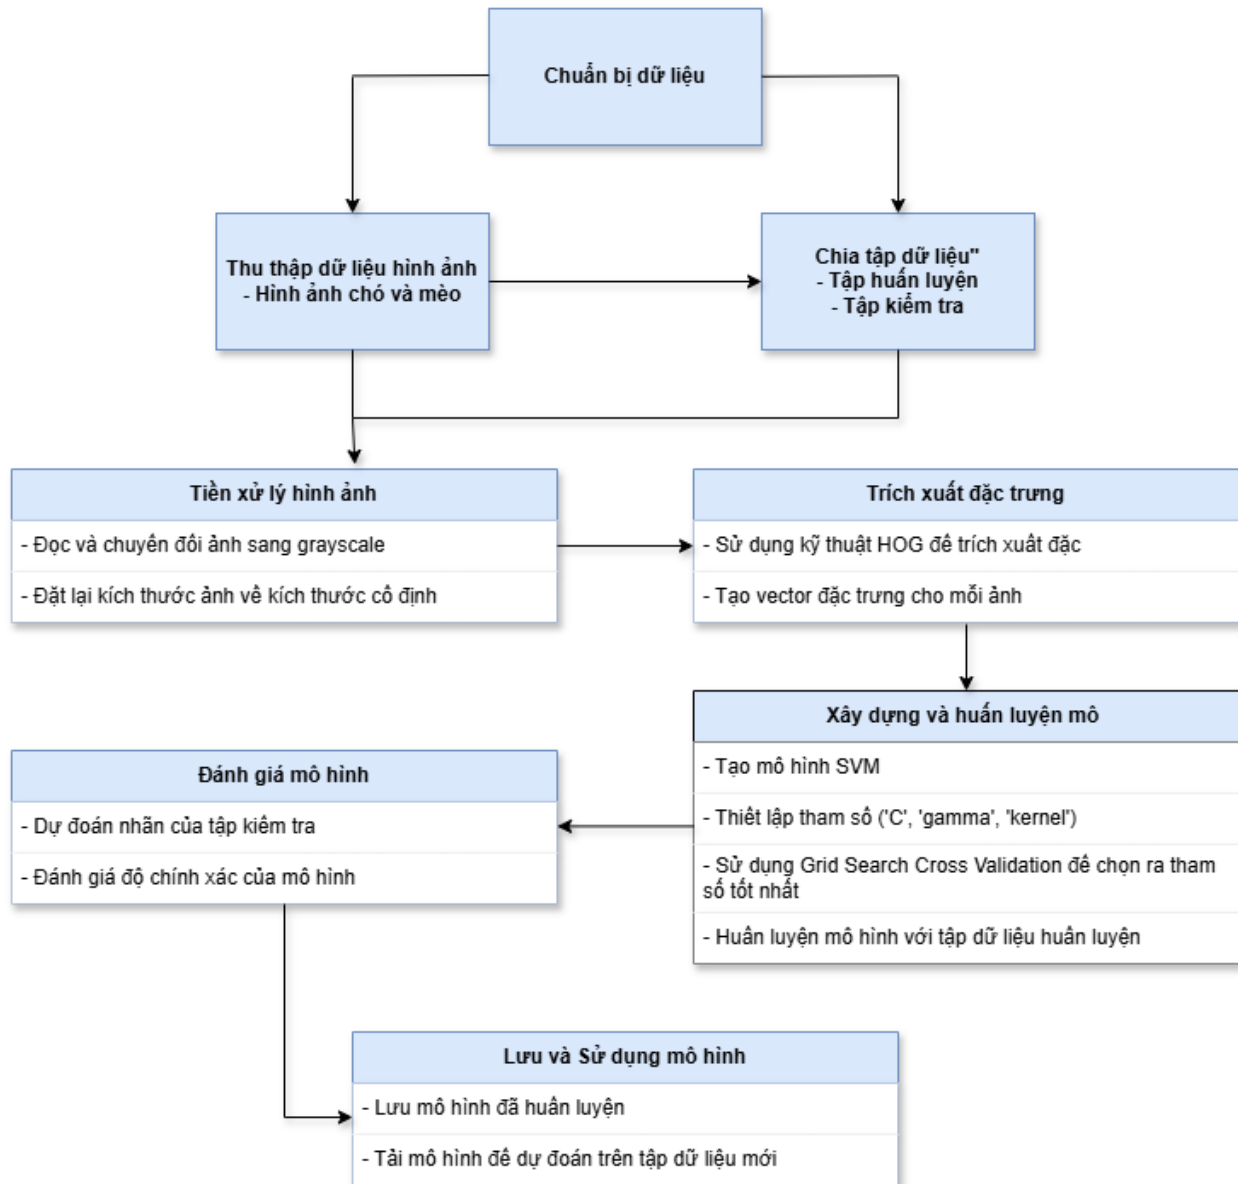 Chuẩn bị dữ liệu
Thu thập dữ liệu hình ảnh
- Hình ảnh chó và mèo
Chia tập dữ liệu"
- Tập huấn luyện
- Tập kiểm tra
Tiền xử lý hình ảnh
- Đọc và chuyển đổi ảnh sang grayscale
- Đặt lại kích thước ảnh về kích thước cố định
Trích xuất đặc trưng
- Sử dụng kỹ thuật HOG để trích xuất đặc
- Tạo vector đặc trưng cho mỗi ảnh
Xây dựng và huấn luyện mô
- Tạo mô hình SVM
- Thiết lập tham số ('C', 'gamma', 'kernel')
- Sử dụng Grid Search Cross Validation để chọn ra tham
số tốt nhất
- Huấn luyện mô hình với tập dữ liệu huấn luyện
Đánh giá mô hình
- Dự đoán nhãn của tập kiểm tra
- Đánh giá độ chính xác của mô hình
Lưu và Sử dụng mô hình
- Lưu mô hình đã huấn luyện
- Tải mô hình để dự đoán trên tập dữ liệu mới